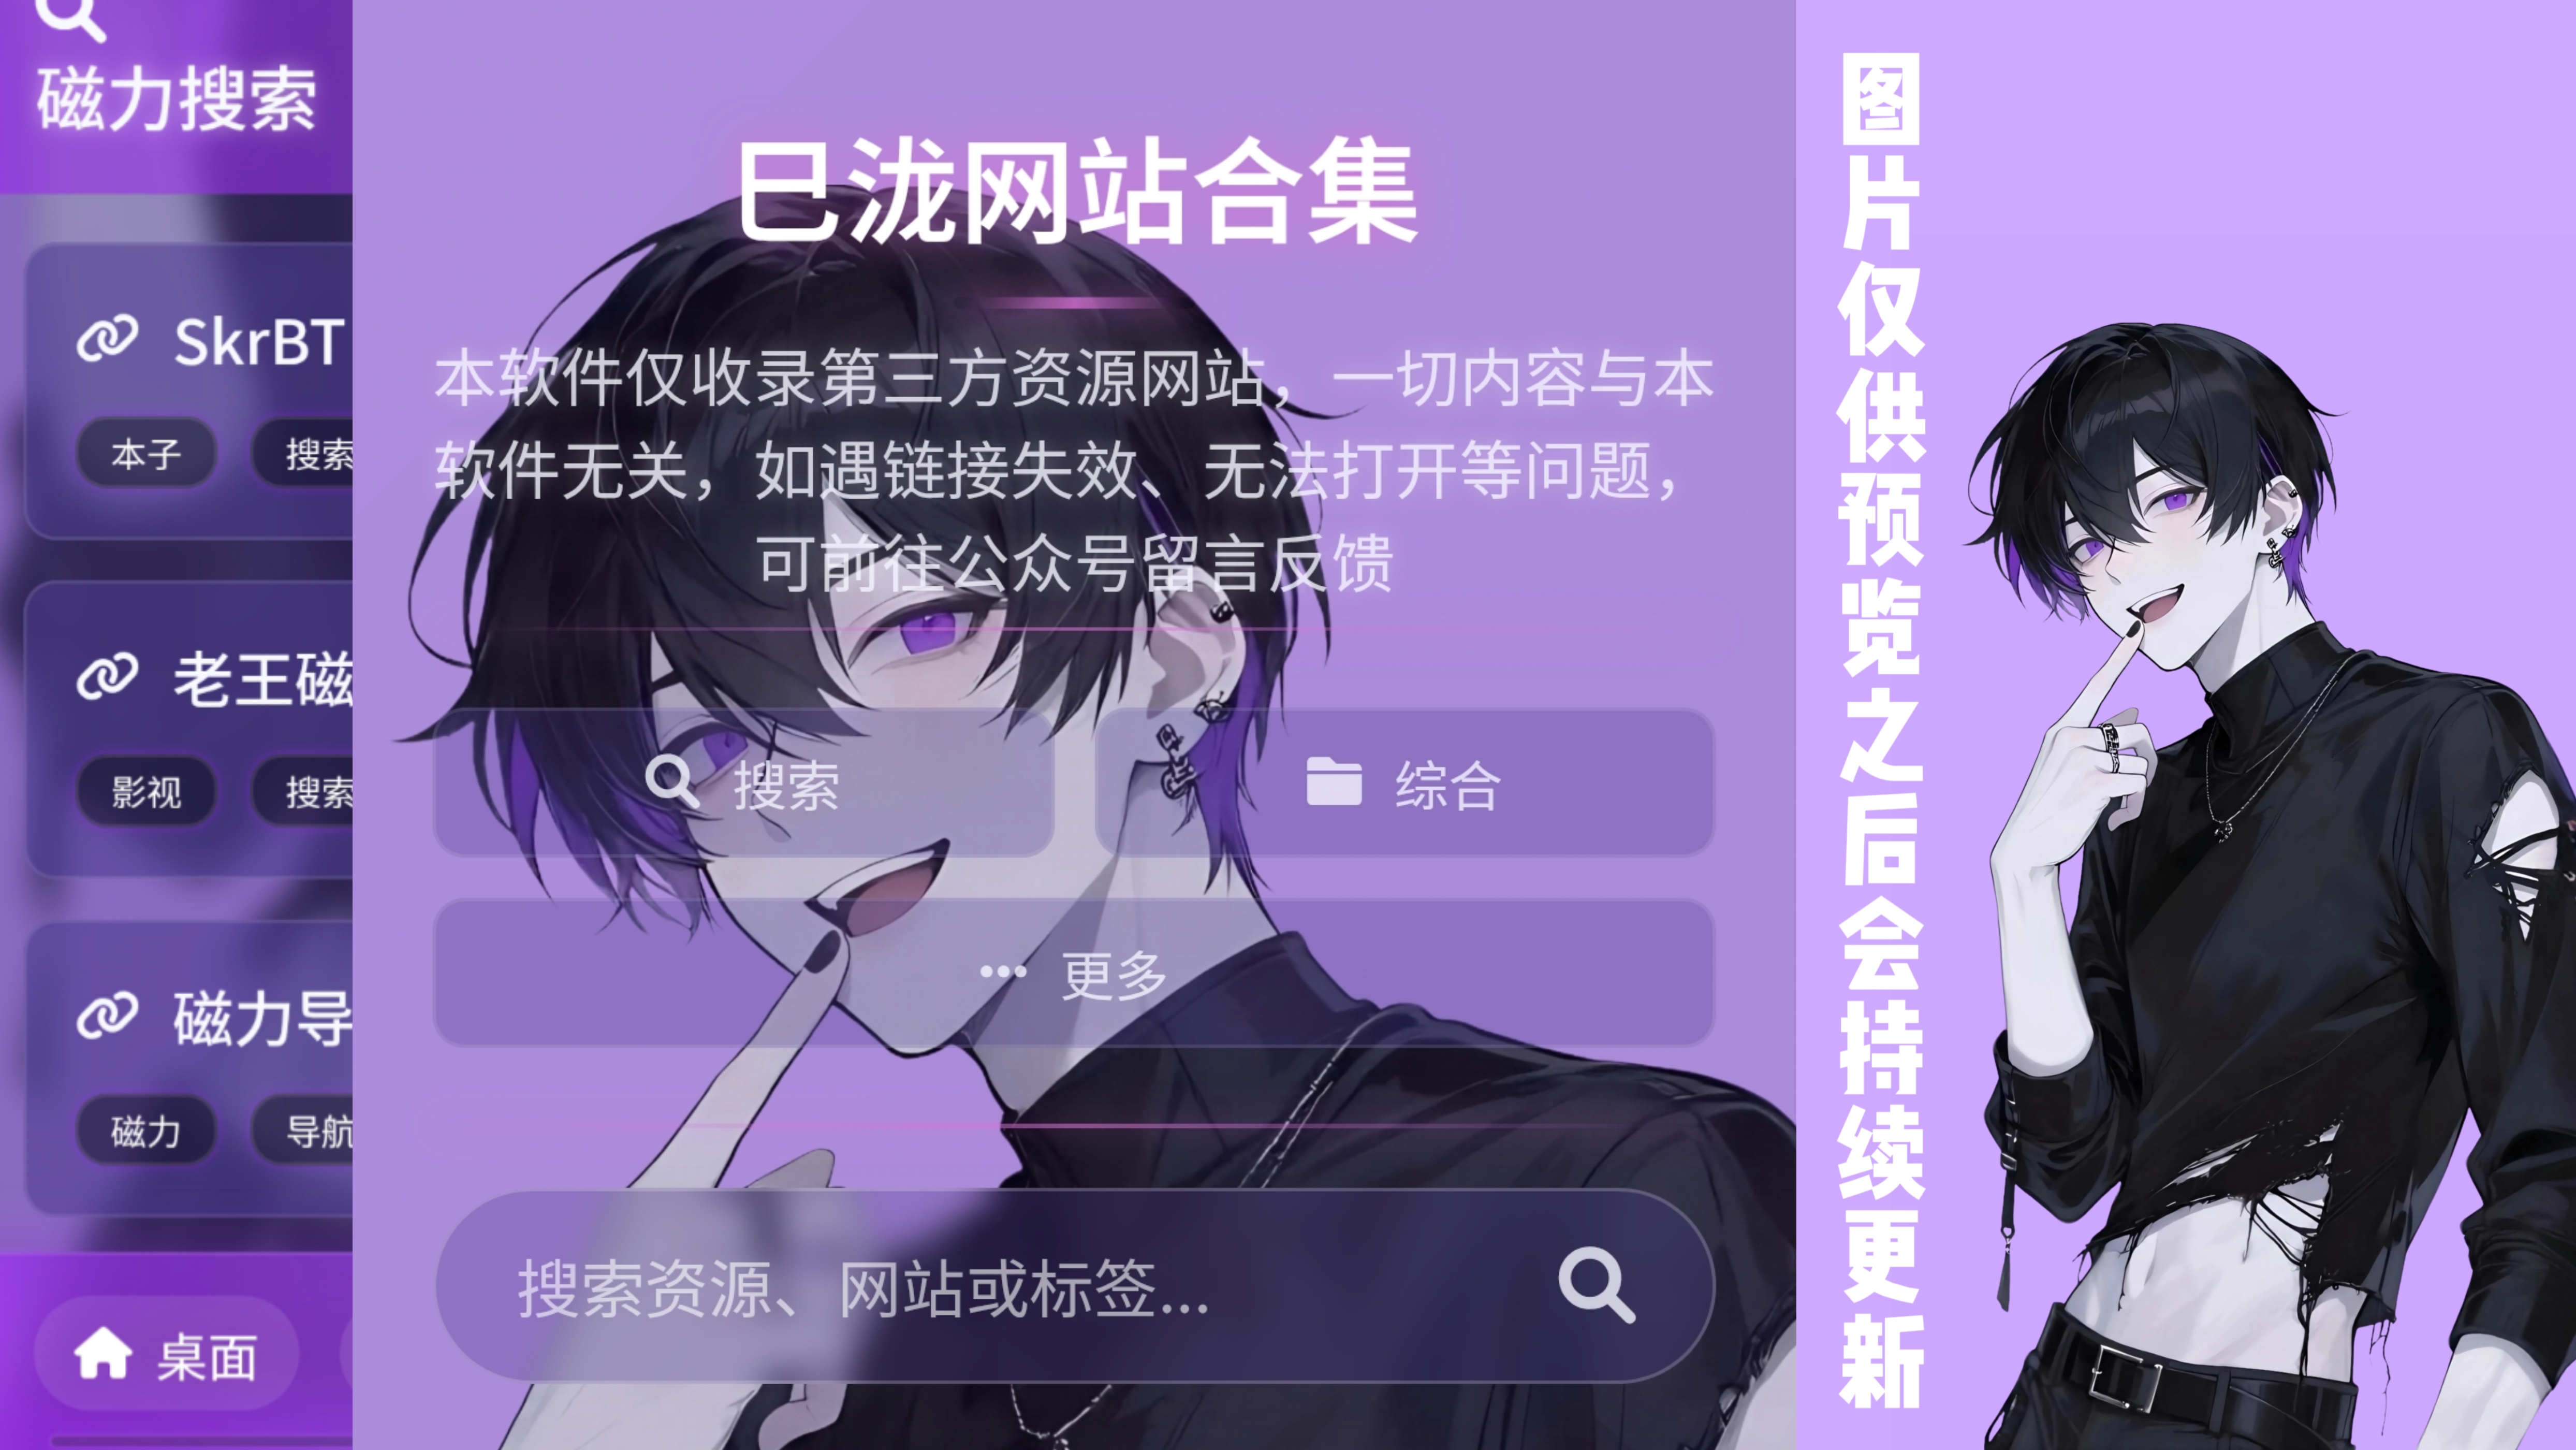 磁力搜索
SkrBT
本子
搜索
老王磁
影视
搜索
磁力导
磁力
导航
桌面
巳泷网站合集
本软件仅收录第三方资源网站，一切内容与本
软件无关，如遇链接失效、无法打开等问题，
可前往公众号留言反馈
搜索
综合
更多
搜索资源、网站或标签...
图片仅供预览之后会持续更新